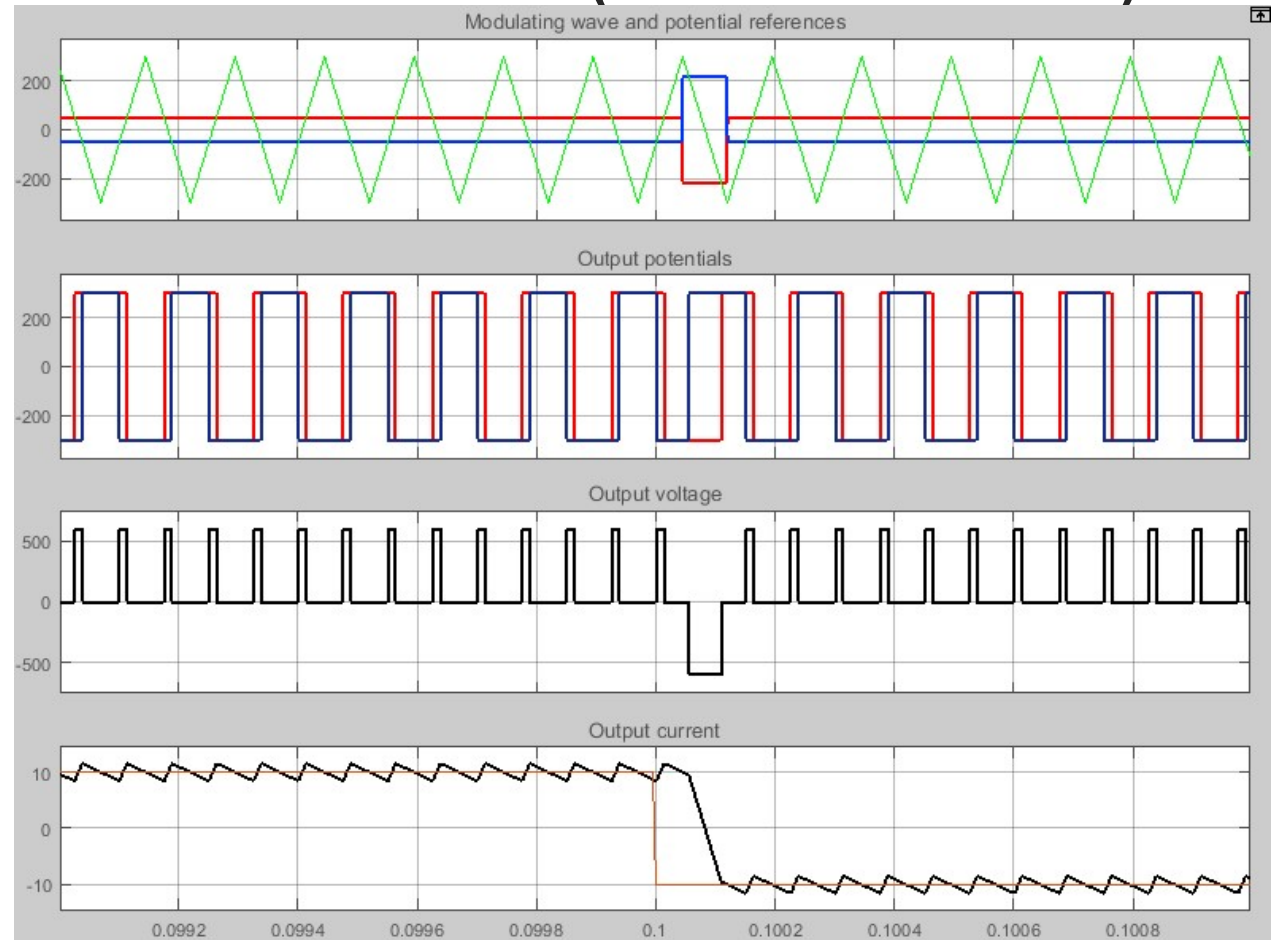 Modulating wave and potential references
200
0
-200
Output potentials
200
0
-200
Output voltage
500
0
-500
Output current
10
0
-10
0.0992 0.0994 0.0996 0.0998 0.1 0.1002 0.1004 0.1006 0.1008